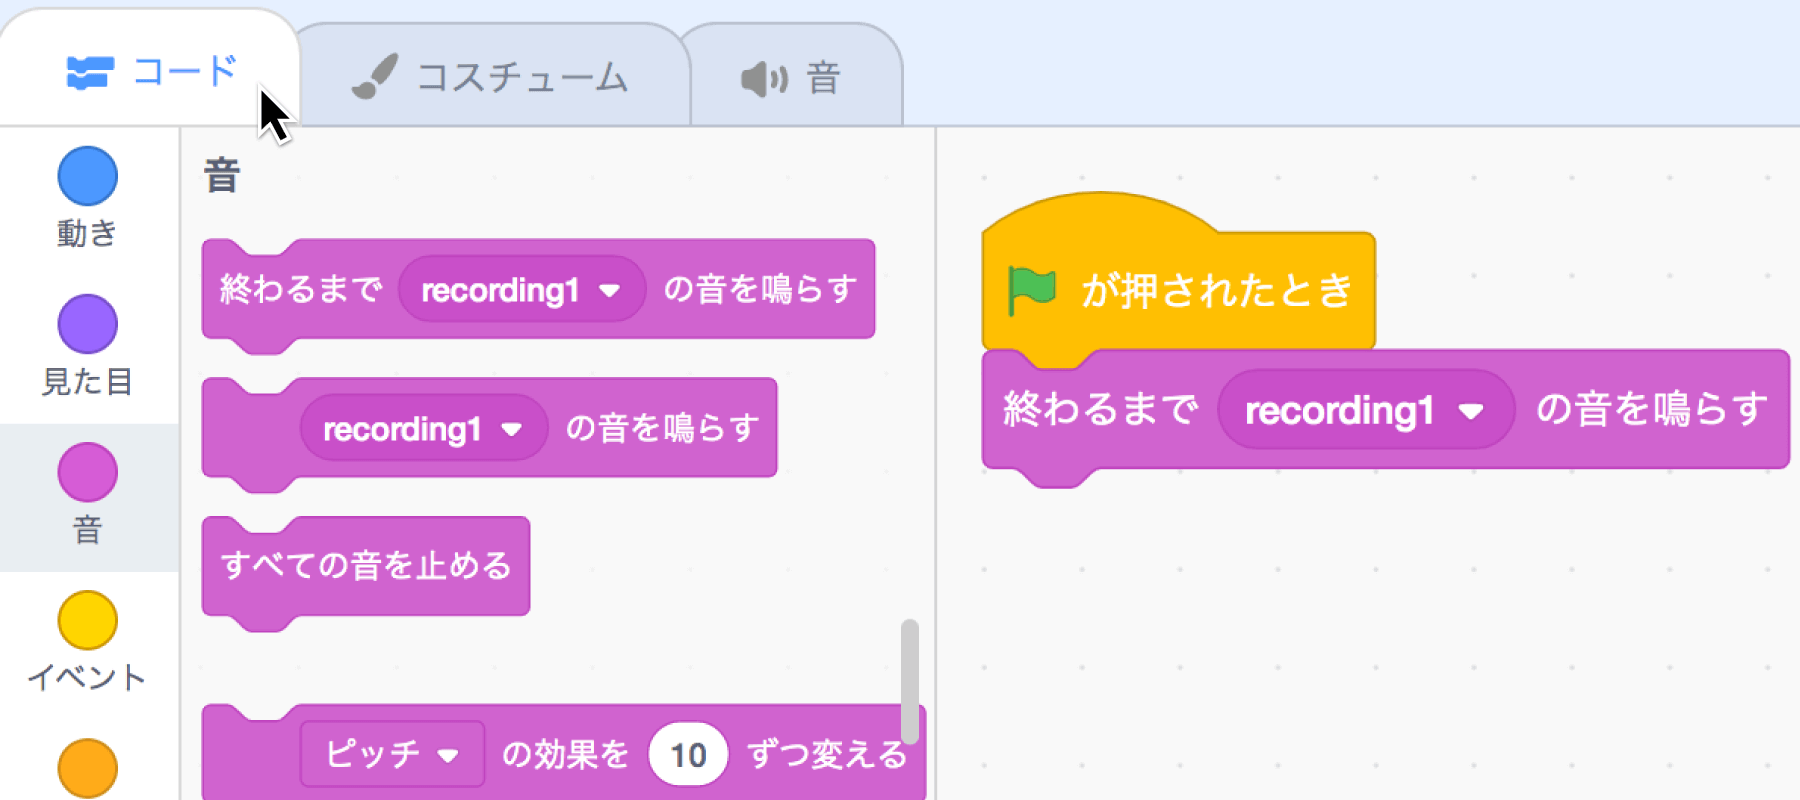 コード
コスチューム
音
動き
見た目
音
イベント
音
終わるまで recording1 の音を鳴らす
recording1 の音を鳴らす
すべての音を止める
ピッチ の効果を 10 ずつ変える
が押されたとき
終わるまで recording1 の音を鳴らす